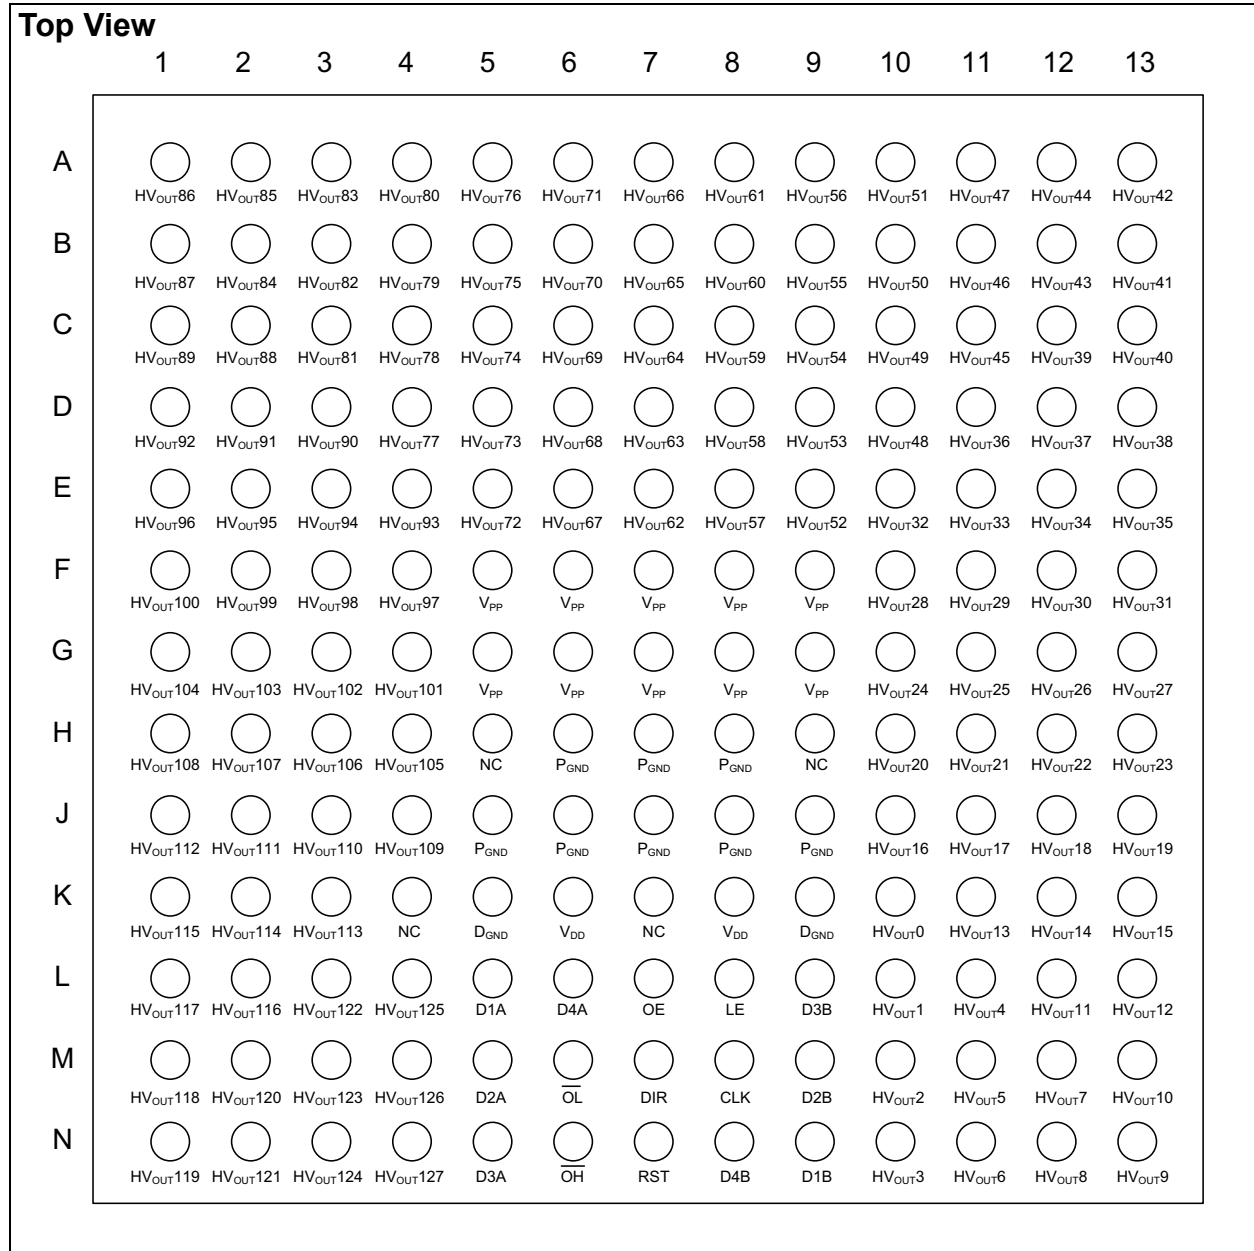 Top View
1 2 3 4 5 6 7 8 9 10 11 12 13
A
HVOUT86 HVOUT85 HVOUT83 HVOUT80 HVOUT76 HVOUT71 HVOUT66 HVOUT61 HVOUT56 HVOUT51 HVOUT47 HVOUT44 HVOUT42
B
HVOUT87 HVOUT84 HVOUT82 HVOUT79 HVOUT75 HVOUT70 HVOUT65 HVOUT60 HVOUT55 HVOUT50 HVOUT46 HVOUT43 HVOUT41
C
HVOUT89 HVOUT88 HVOUT81 HVOUT78 HVOUT74 HVOUT69 HVOUT64 HVOUT59 HVOUT54 HVOUT49 HVOUT45 HVOUT39 HVOUT40
D
HVOUT92 HVOUT91 HVOUT90 HVOUT77 HVOUT73 HVOUT68 HVOUT63 HVOUT58 HVOUT53 HVOUT48 HVOUT36 HVOUT37 HVOUT38
E
HVOUT96 HVOUT95 HVOUT94 HVOUT93 HVOUT72 HVOUT67 HVOUT62 HVOUT57 HVOUT52 HVOUT32 HVOUT33 HVOUT34 HVOUT35
F
HVOUT100 HVOUT99 HVOUT98 HVOUT97 VPP VPP VPP VPP VPP HVOUT28 HVOUT29 HVOUT30 HVOUT31
G
HVOUT104 HVOUT103 HVOUT102 HVOUT101 VPP VPP VPP VPP VPP HVOUT24 HVOUT25 HVOUT26 HVOUT27
H
HVOUT108 HVOUT107 HVOUT106 HVOUT105 NC PGND PGND PGND NC HVOUT20 HVOUT21 HVOUT22 HVOUT23
J
HVOUT112 HVOUT111 HVOUT110 HVOUT109 PGND PGND PGND PGND PGND HVOUT16 HVOUT17 HVOUT18 HVOUT19
K
HVOUT115 HVOUT114 HVOUT113 NC DGND VDD NC VDD DGND HVOUT0 HVOUT13 HVOUT14 HVOUT15
L
HVOUT117 HVOUT116 HVOUT122 HVOUT125 D1A D4A OE LE D3B HVOUT1 HVOUT4 HVOUT11 HVOUT12
M
HVOUT118 HVOUT120 HVOUT123 HVOUT126 D2A O̅L̅ DIR CLK D2B HVOUT2 HVOUT5 HVOUT7 HVOUT10
N
HVOUT119 HVOUT121 HVOUT124 HVOUT127 D3A O̅H̅ RST D4B D1B HVOUT3 HVOUT6 HVOUT8 HVOUT9